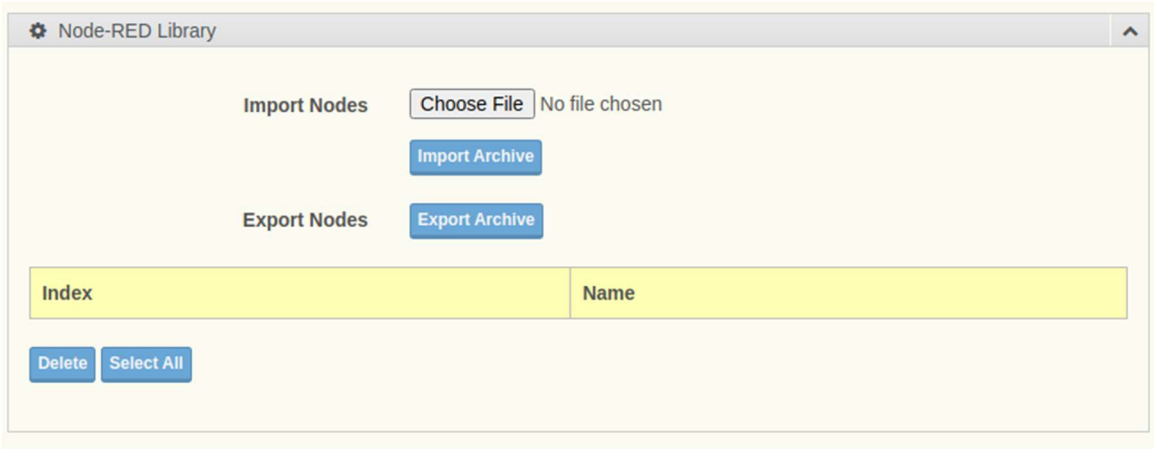 Node-RED Library
Import Nodes Choose File No file chosen
Import Archive
Export Nodes Export Archive
Index Name
Delete Select All